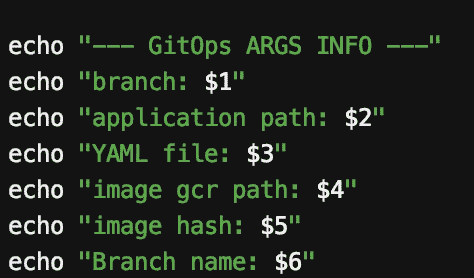 echo "--- GitOps ARGS INFO ---"
echo "branch: $1"
echo "application path: $2"
echo "YAML file: $3"
echo "image gcr path: $4"
echo "image hash: $5"
echo "Branch name: $6"